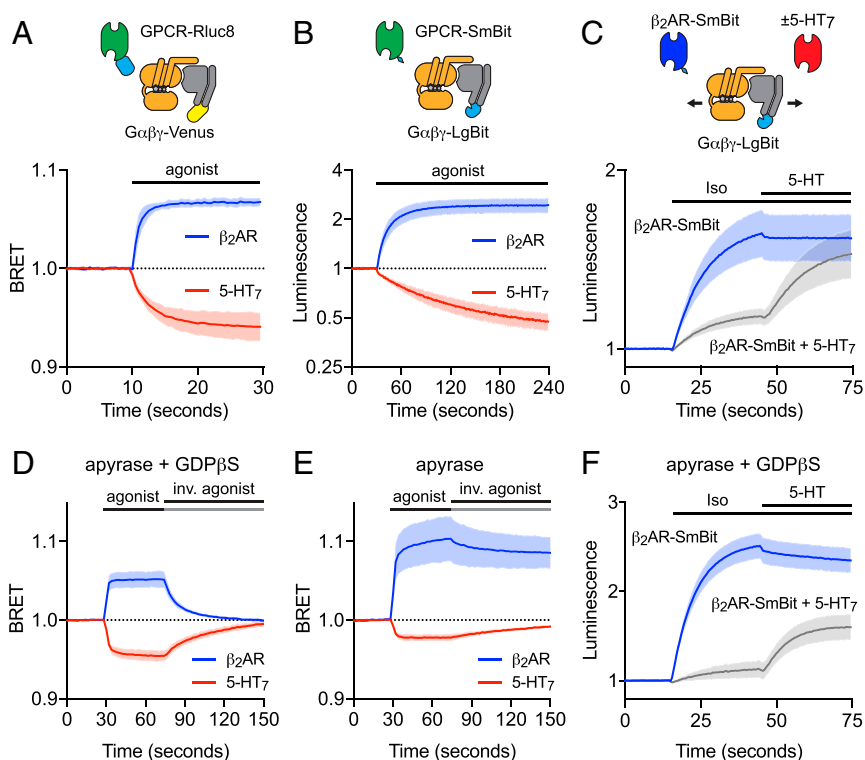 A
GPCR-Rluc8
Gαβγ-Venus
agonist
1.1
1.0
0.9
BRET
β2AR
5-HT7
0 10 20 30
Time (seconds)
B
GPCR-SmBit
Gαβγ-LgBit
agonist
4
2
1
0.5
0.25
Luminescence
β2AR
5-HT7
0 60 120 180 240
Time (seconds)
C
β2AR-SmBit
±5-HT7
Gαβγ-LgBit
5-HT
Iso
2
1
Luminescence
β2AR-SmBit
β2AR-SmBit + 5-HT7
0 25 50 75
Time (seconds)
D
apyrase + GDPβS
inv. agonist
agonist
1.1
1.0
0.9
BRET
β2AR
5-HT7
0 30 60 90 120 150
Time (seconds)
E
apyrase
inv. agonist
agonist
1.1
1.0
0.9
BRET
β2AR
5-HT7
0 30 60 90 120 150
Time (seconds)
F
apyrase + GDPβS
5-HT
Iso
3
2
1
Luminescence
β2AR-SmBit
β2AR-SmBit + 5-HT7
0 25 50 75
Time (seconds)